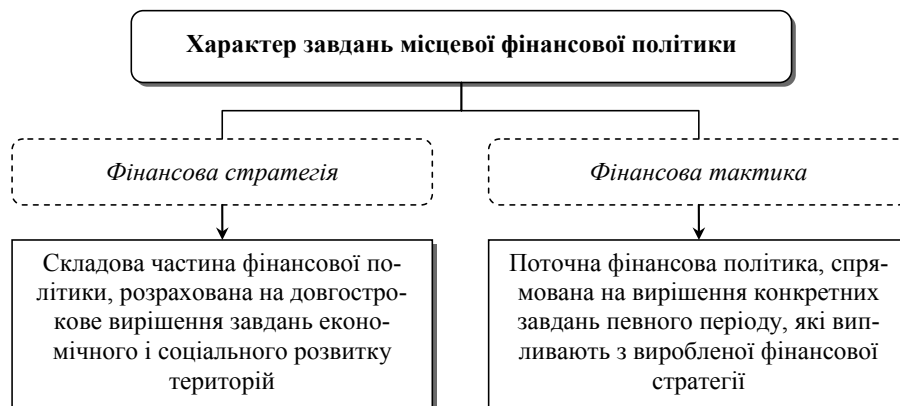 Характер завдань місцевої фінансової політики
Фінансова стратегія
Фінансова тактика
Складова частина фінансової по-
літики, розрахована на довгостро-
кове вирішення завдань еконо-
мічного і соціального розвитку
територій
Поточна фінансова політика, спря-
мована на вирішення конкретних
завдань певного періоду, які вип-
ливають з виробленої фінансової
стратегії